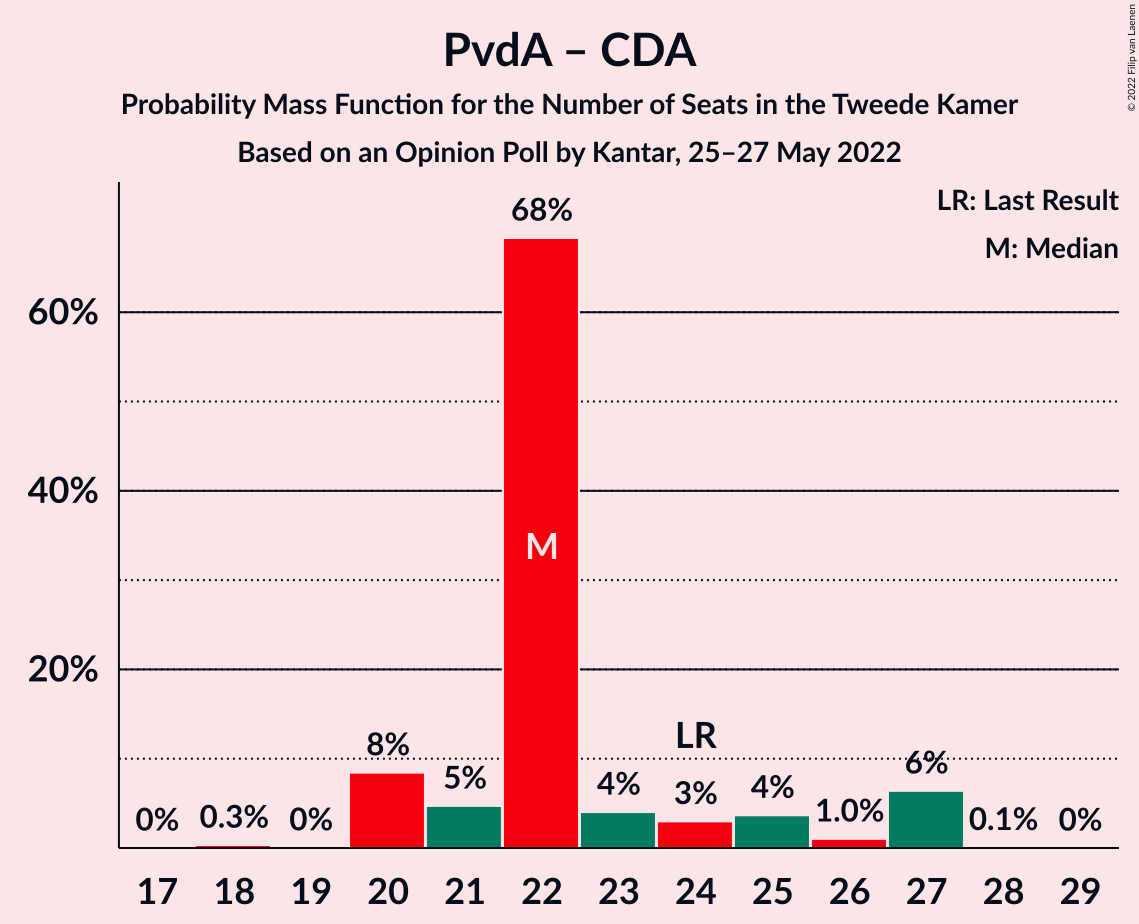 PvdA – CDA
Probability Mass Function for the Number of Seats in the Tweede Kamer
Based on an Opinion Poll by Kantar, 25–27 May 2022
© 2022 Filip van Laenen
LR: Last Result
M: Median
60%
40%
20%
0%
0.3%
0%
8%
5%
68%
M
4%
LR
3%
4%
1.0%
6%
0.1%
0%
17 18 19 20 21 22 23 24 25 26 27 28 29